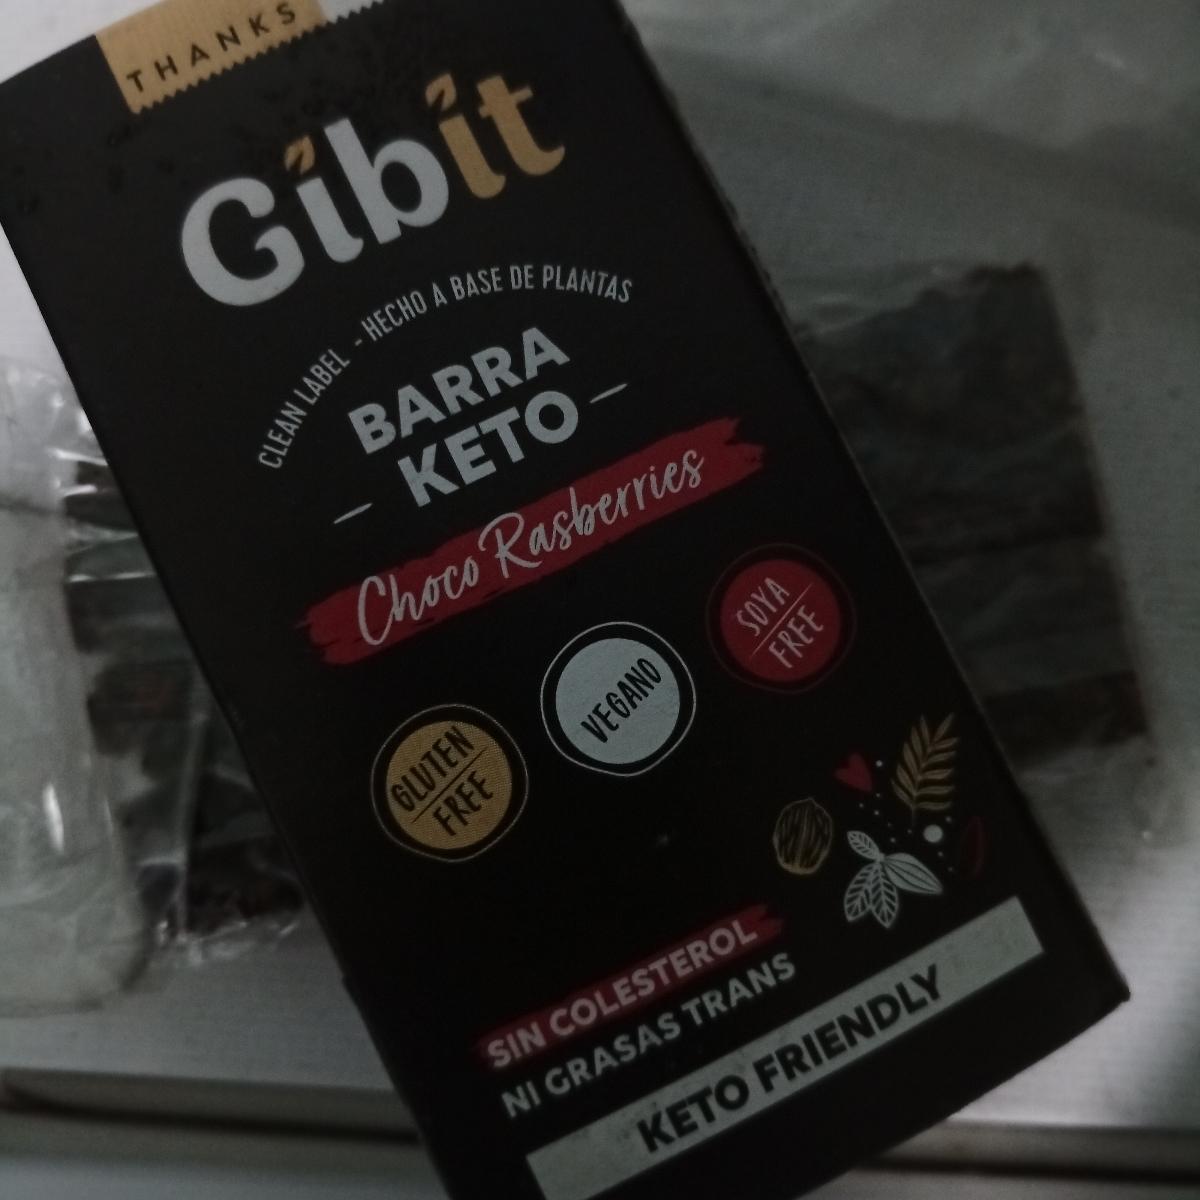 THANKS
Gibit
CLEAN LABEL - HECHO A BASE DE PLANTAS
BARRA
KETO
Choco Rasberries
GLUTEN
FREE
VEGANO
SOYA
FREE
SIN COLESTEROL
NI GRASAS TRANS
KETO FRIENDLY